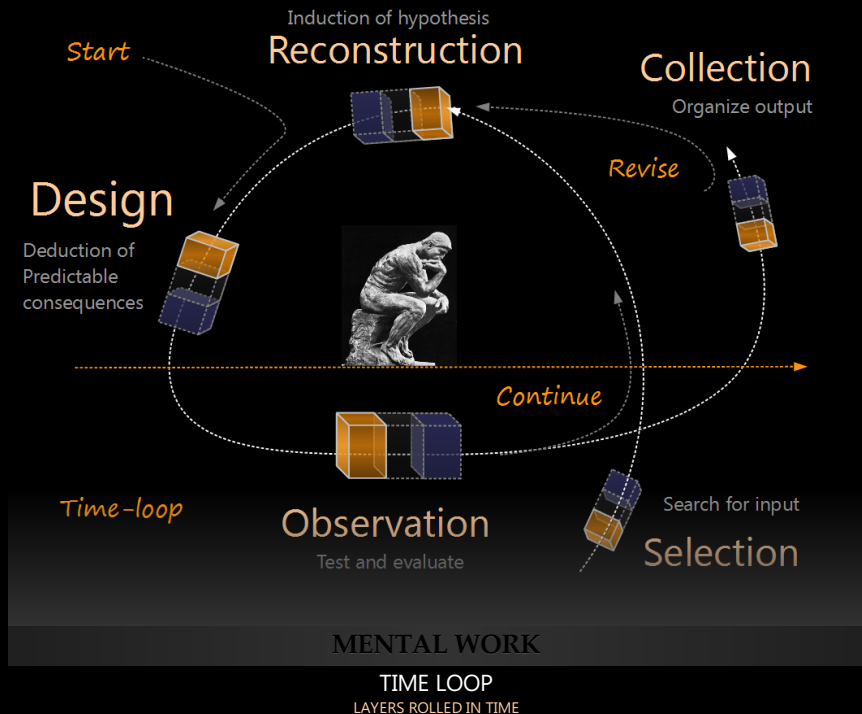 Induction of hypothesis
Reconstruction
Start
Collection
Organize output
Revise
Design
Deduction of
Predictable
consequences
Continue
Time-loop
Observation
Test and evaluate
Search for input
Selection
MENTAL WORK
TIME LOOP
LAYERS ROLLED IN TIME